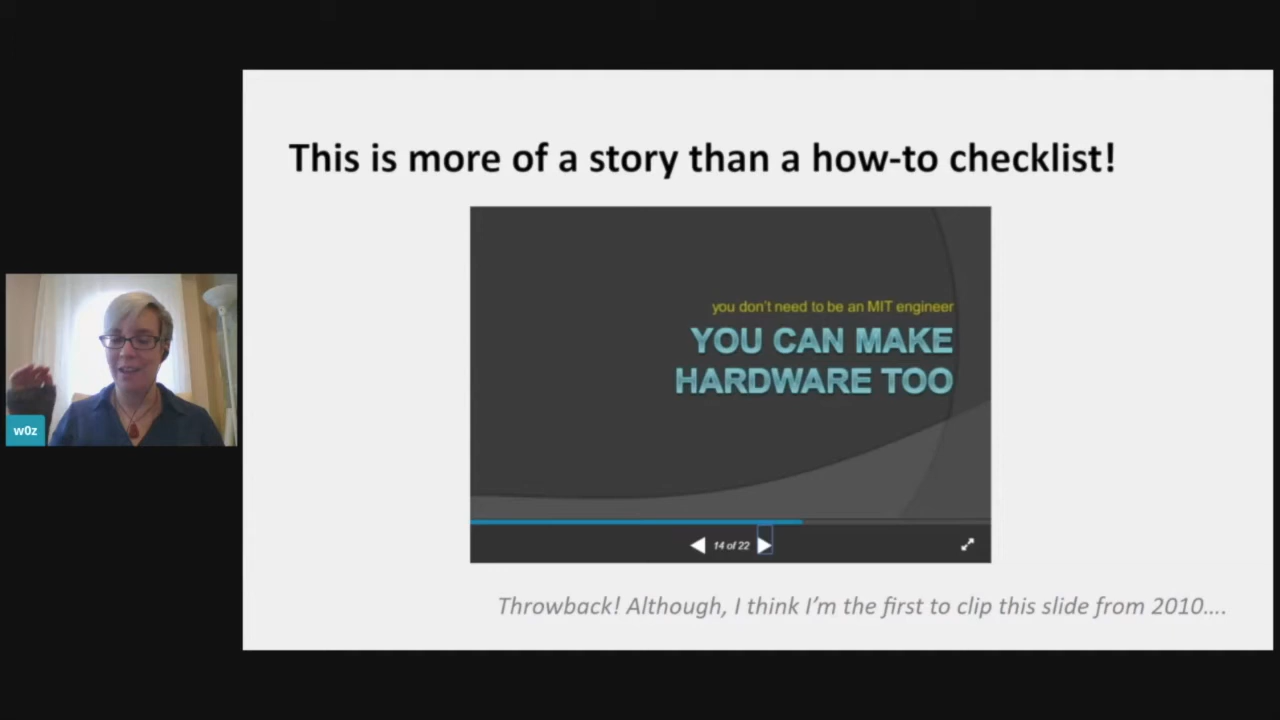 This is more of a story than a how-to checklist!
you don't need to be an MIT engineer
YOU CAN MAKE
HARDWARE TOO
w0z
14 of 22
Throwback! Although, I think I'm the first to clip this slide from 2010....